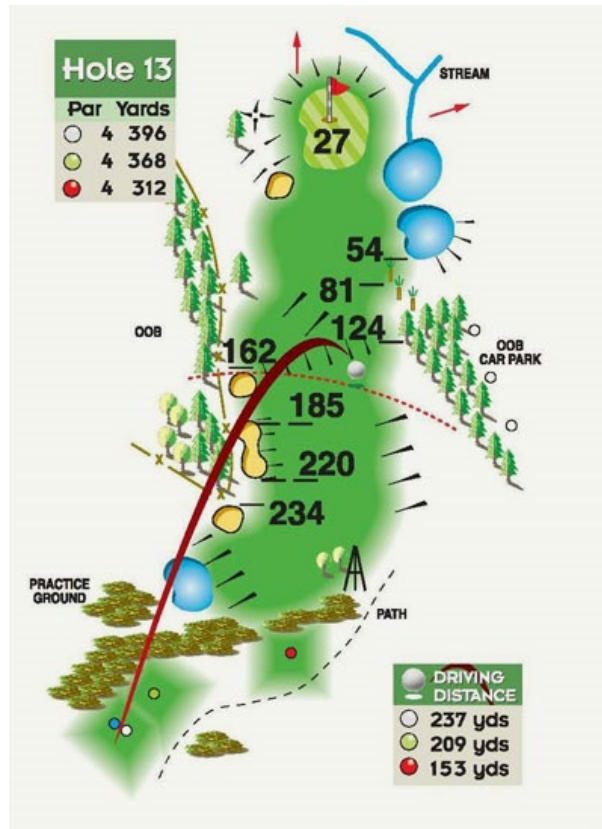 Hole 13
Par Yards
4 396
4 368
4 312
STREAM
27
54
81
OOB
124
OOB
CAR PARK
162
185
220
234
PRACTICE
GROUND
PATH
DRIVING
DISTANCE
237 yds
209 yds
153 yds